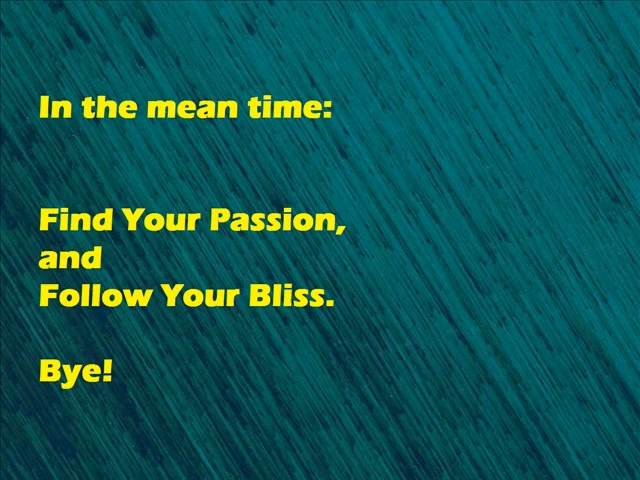 In the mean time:
Find Your Passion,
and
Follow Your Bliss.
Bye!